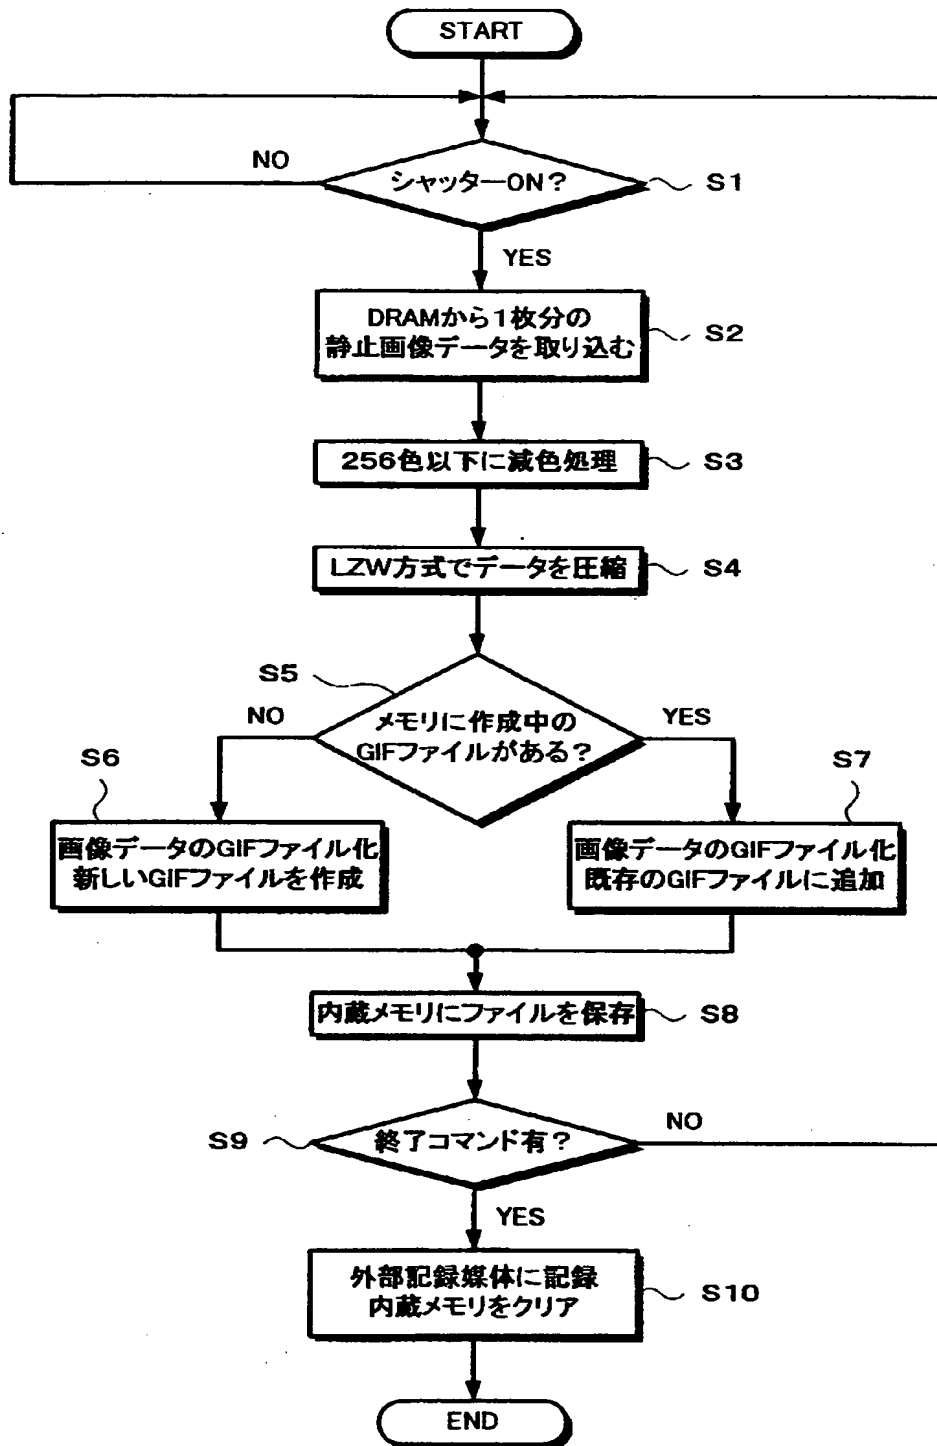 START
NO
シャッターON?
S1
YES
DRAMから1枚分の
静止画像データを取り込む
S2
256色以下に減色処理
S3
LZW方式でデータを圧縮
S4
S5
NO
メモリに作成中の
GIFファイルがある?
YES
S6
画像データのGIFファイル化
新しいGIFファイルを作成
S7
画像データのGIFファイル化
既存のGIFファイルに追加
内蔵メモリにファイルを保存
S8
S9
終了コマンド有?
NO
YES
外部記録媒体に記録
内蔵メモリをクリア
S10
END